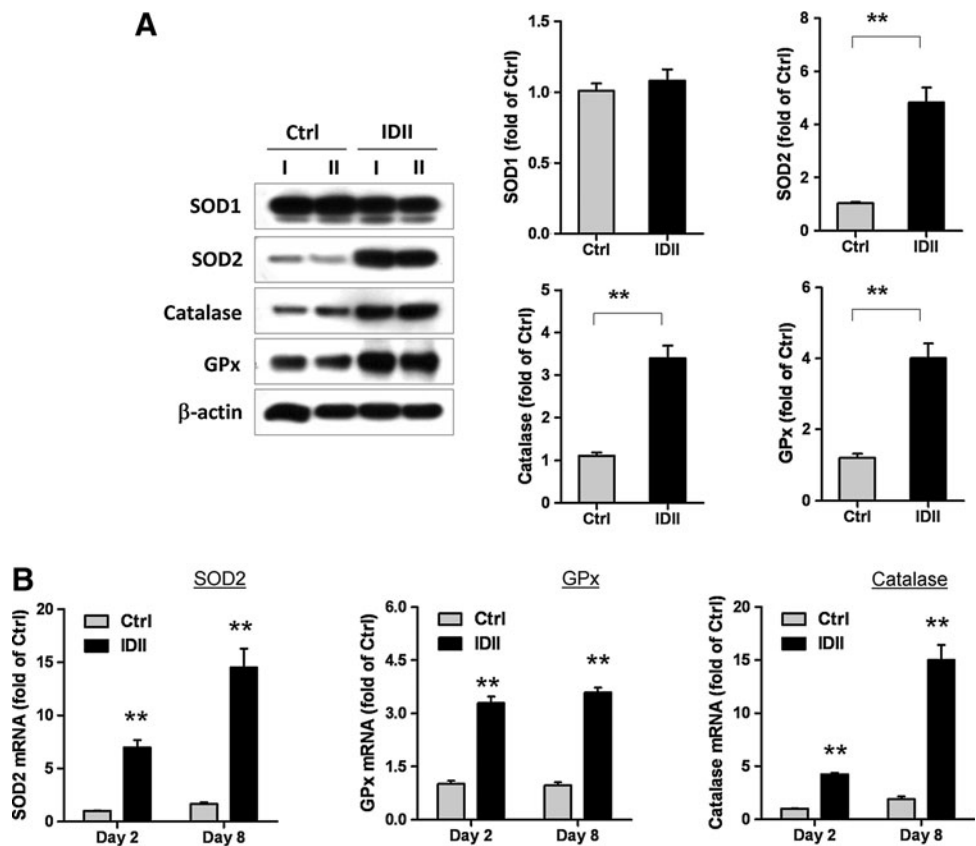 A
Ctrl IDII
I II I II
SOD1
SOD2
Catalase
GPx
β-actin
SOD1 (fold of Ctrl)
1.5
1.0
0.5
0.0
Ctrl IDII
SOD2 (fold of Ctrl)
8
6
4
2
0
**
Ctrl IDII
Catalase (fold of Ctrl)
5
4
3
2
1
0
**
Ctrl IDII
GPx (fold of Ctrl)
6
4
2
0
**
Ctrl IDII
B
SOD2
SOD2 mRNA (fold of Ctrl)
20
15
10
5
0
Ctrl
IDII
**
**
Day 2 Day 8
GPx
GPx mRNA (fold of Ctrl)
6.0
4.5
3.0
1.5
0.0
Ctrl
IDII
**
**
Day 2 Day 8
Catalase
Catalase mRNA (fold of Ctrl)
20
15
10
5
0
Ctrl
IDII
**
**
Day 2 Day 8